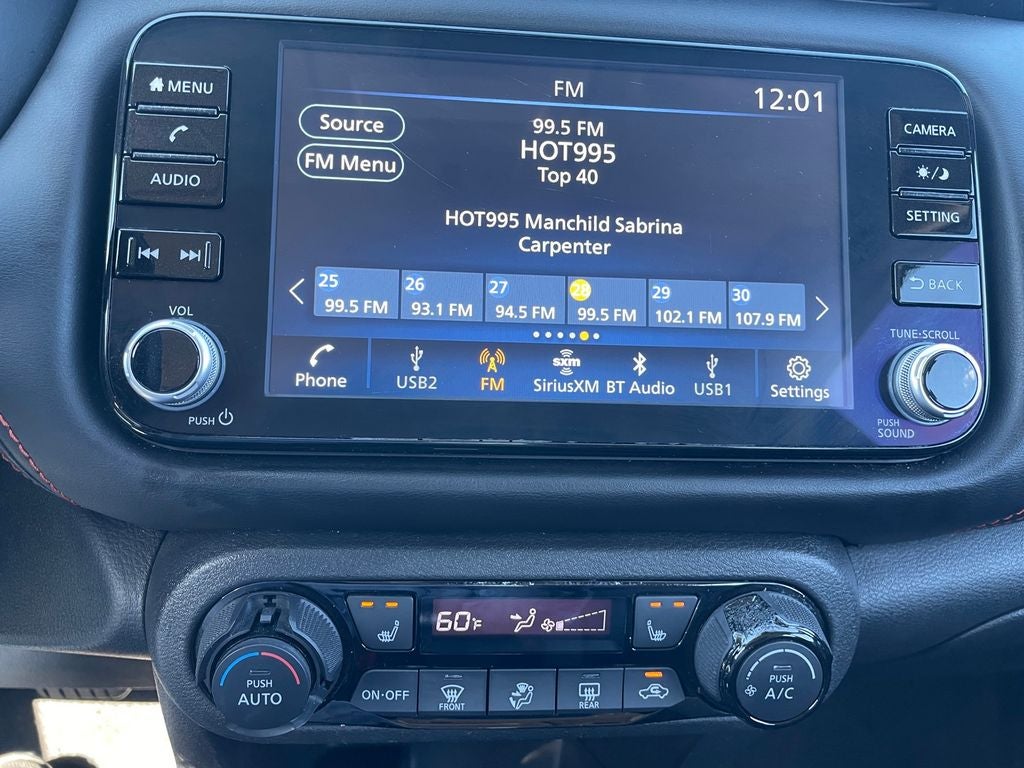 MENU
FM
12:01
Source
99.5 FM
CAMERA
HOT995
FM Menu
Top 40
AUDIO
SETTING
HOT995 Manchild Sabrina
Carpenter
25 26 27 28 29 30
99.5 FM 93.1 FM 94.5 FM 99.5 FM 102.1 FM 107.9 FM
BACK
VOL
TUNE·SCROLL
Phone USB2 FM SiriusXM BT Audio USB1 Settings
sxm
PUSH
PUSH
SOUND
60°F
PUSH
AUTO
ON·OFF
FRONT
REAR
PUSH
A/C